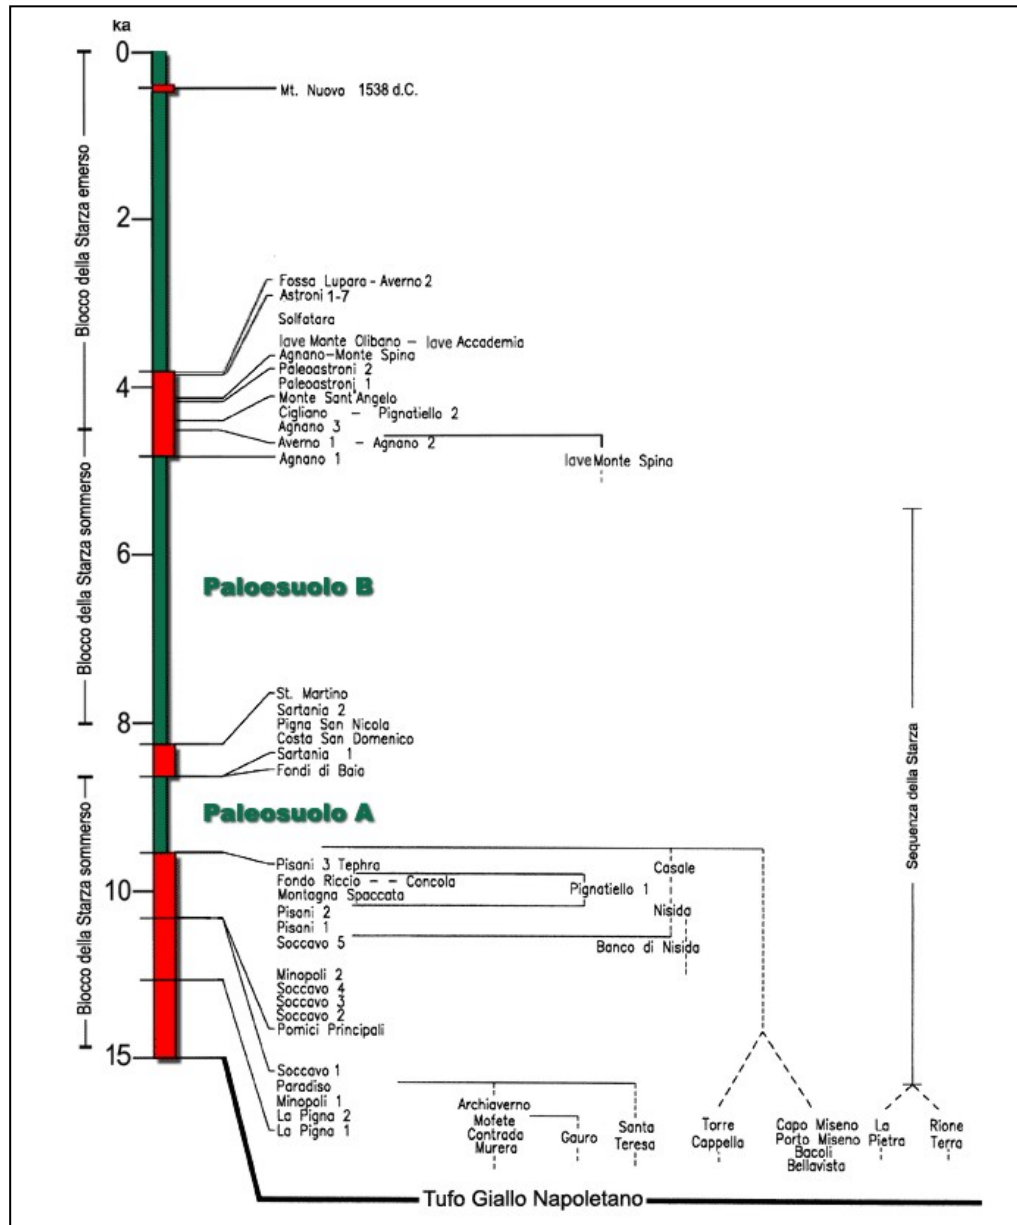 ka
0
Mt. Nuovo 1538 d.C.
Blocco della Starza emerso
2
Fossa Lupara - Averno 2
Astroni 1-7
Solfatara
lave Monte Olibano - lave Accademia
Agnano-Monte Spina
Paleoastroni 2
4
Paleoastroni 1
Monte Sant'Angelo
Cigliano - Pignatiello 2
Agnano 3
Averno 1 - Agnano 2
Agnano 1
lave Monte Spina
Blocco della Starza sommerso
6
Paloesuolo B
8
St. Martino
Sartania 2
Pigna San Nicola
Costa San Domenico
Sartania 1
Fondi di Baia
Paleosuolo A
Sequenza della Starza
Blocco della Starza sommerso
10
Pisani 3 Tephra
Fondo Riccio - - Concola
Montagna Spaccata
Pisani 2
Pisani 1
Soccavo 5
Casale
Pignatiello 1
Nisida
Banco di Nisida
Minopoli 2
Soccavo 4
Soccavo 3
Soccavo 2
Pomici Principali
15
Soccavo 1
Paradiso
Minopoli 1
La Pigna 2
La Pigna 1
Archiaverno
Mofete
Contrada
Murera
Gauro
Santa
Teresa
Torre
Cappella
Capo Miseno
Porto Miseno
Bacoli
Bellavista
La
Pietra
Rione
Terra
Tufo Giallo Napoletano